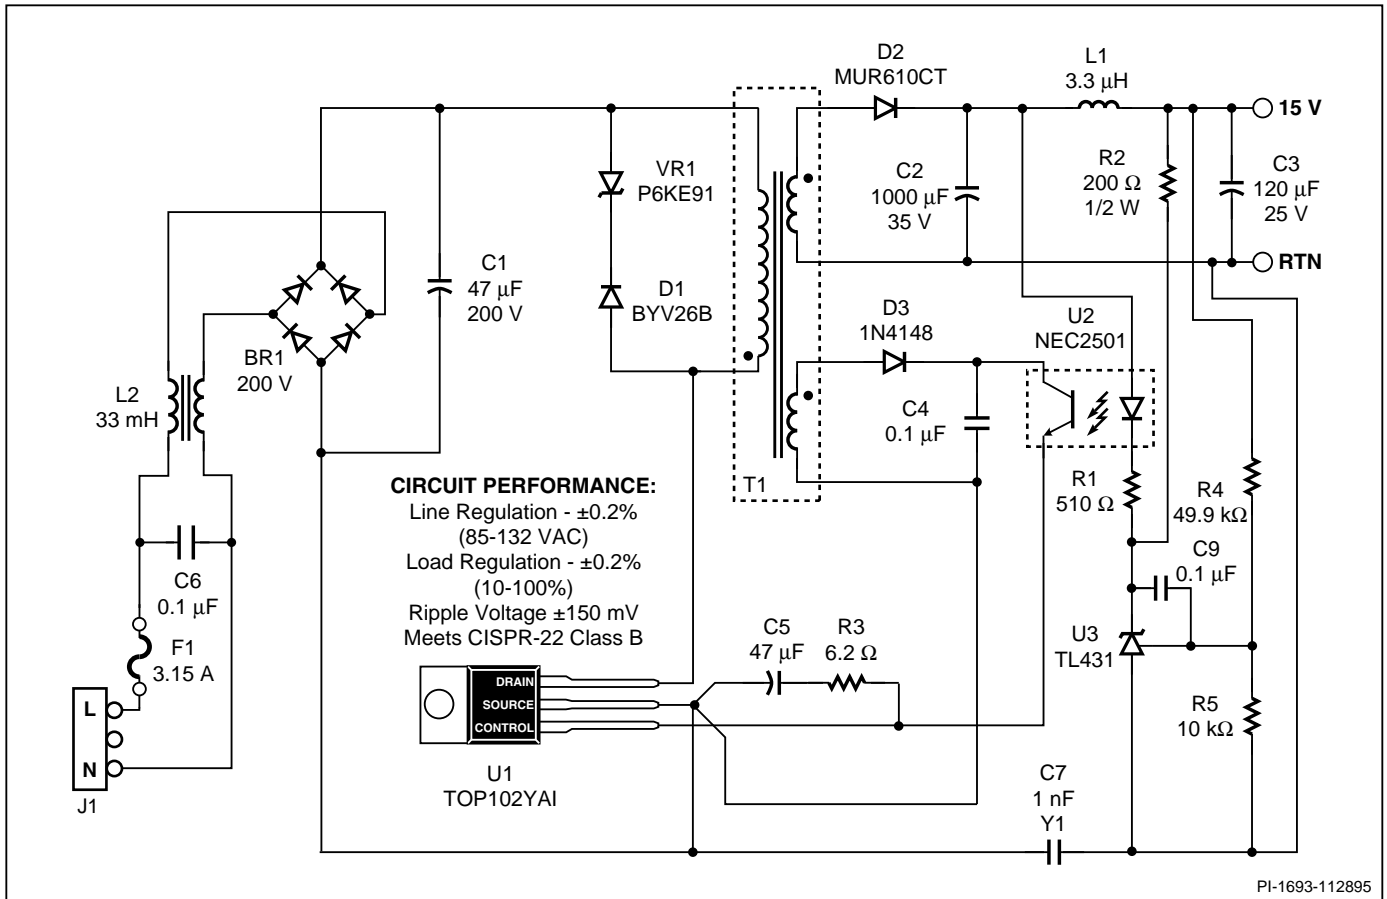 D2
MUR610CT
L1
3.3 μH
15 V
VR1
P6KE91
C2
1000 μF
35 V
R2
200 Ω
1/2 W
C3
120 μF
25 V
C1
47 μF
200 V
D1
BYV26B
RTN
D3
1N4148
U2
NEC2501
BR1
200 V
L2
33 mH
C4
0.1 μF
T1
R1
510 Ω
R4
49.9 kΩ
CIRCUIT PERFORMANCE:
Line Regulation - ±0.2%
(85-132 VAC)
Load Regulation - ±0.2%
(10-100%)
Ripple Voltage ±150 mV
Meets CISPR-22 Class B
C9
0.1 μF
C6
0.1 μF
F1
3.15 A
C5
47 μF
R3
6.2 Ω
U3
TL431
DRAIN
SOURCE
CONTROL
L
N
J1
R5
10 kΩ
U1
TOP102YAI
C7
1 nF
Y1
PI-1693-112895